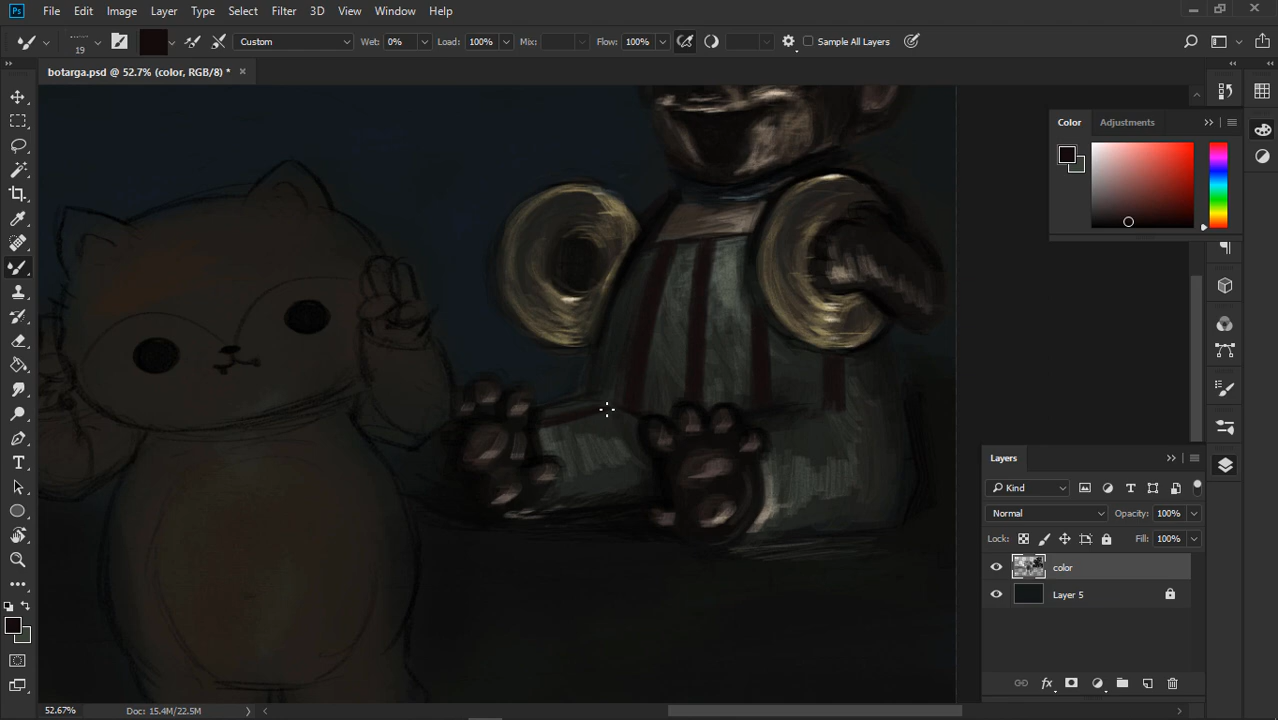 Ps File Edit Image Layer Type Select Filter 3D View Window Help
19 Custom Wet: 0% Load: 100% Mix: Flow: 100% Sample All Layers
botarga.psd @ 52.7% (color, RGB/8) * ×
Color Adjustments
Layers
Kind
Normal Opacity: 100%
Lock: Fill: 100%
color
Layer 5
fx
52.67% Doc: 15.4M/22.5M